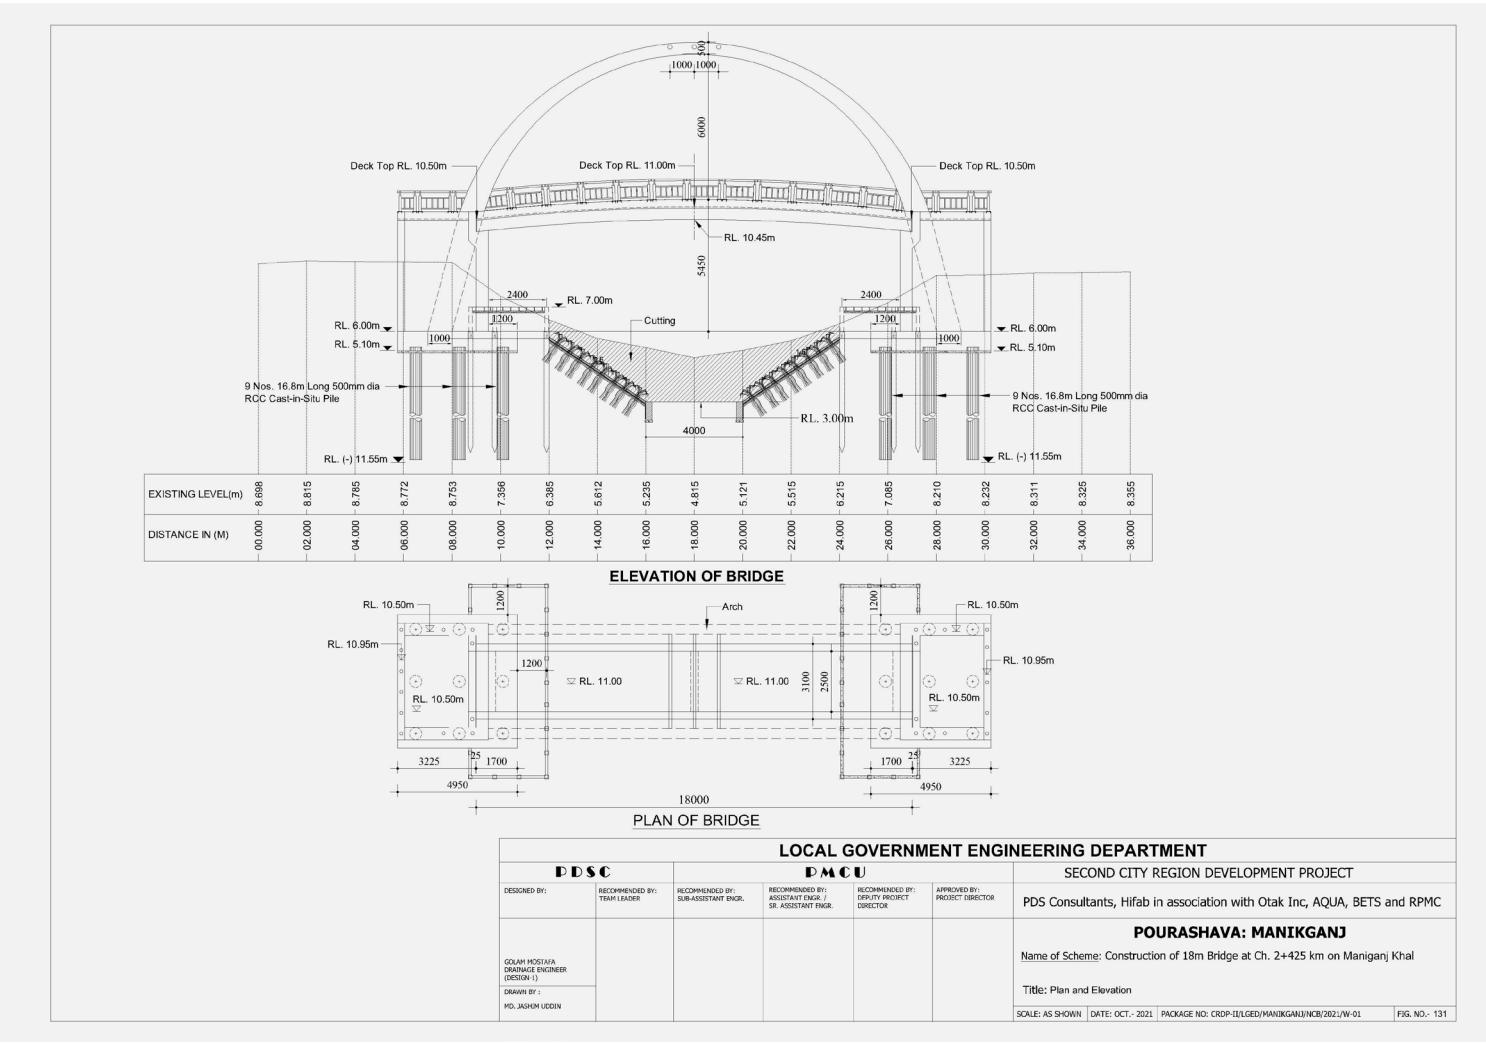 500
1000 1000
6000
Deck Top RL. 10.50m
Deck Top RL. 11.00m
Deck Top RL. 10.50m
RL. 10.45m
5450
2400
RL. 7.00m
2400
1200
Cutting
1200
RL. 6.00m
RL. 6.00m
1000
1000
RL. 5.10m
RL. 5.10m
9 Nos. 16.8m Long 500mm dia
RCC Cast-in-Situ Pile
9 Nos. 16.8m Long 500mm dia
RCC Cast-in-Situ Pile
RL. 3.00m
4000
RL. (-) 11.55m
RL. (-) 11.55m
EXISTING LEVEL(m) 8.698 8.815 8.785 8.772 8.753 7.356 6.385 5.612 5.235 4.815 5.121 5.515 6.215 7.085 8.210 8.232 8.311 8.325 8.355
DISTANCE IN (M) 00.000 02.000 04.000 06.000 08.000 10.000 12.000 14.000 16.000 18.000 20.000 22.000 24.000 26.000 28.000 30.000 32.000 34.000 36.000
ELEVATION OF BRIDGE
1200
1200
RL. 10.50m
Arch
RL. 10.50m
RL. 10.95m
1200
RL. 10.95m
RL. 11.00
RL. 11.00
3100
2500
RL. 10.50m
RL. 10.50m
3225
25
1700
1700
25
3225
4950
4950
18000
PLAN OF BRIDGE
LOCAL GOVERNMENT ENGINEERING DEPARTMENT
PDSC
PMCU
SECOND CITY REGION DEVELOPMENT PROJECT
DESIGNED BY:
RECOMMENDED BY:
TEAM LEADER
RECOMMENDED BY:
SUB-ASSISTANT ENGR.
RECOMMENDED BY:
ASSISTANT ENGR. /
SR. ASSISTANT ENGR.
RECOMMENDED BY:
DEPUTY PROJECT
DIRECTOR
APPROVED BY:
PROJECT DIRECTOR
PDS Consultants, Hifab in association with Otak Inc, AQUA, BETS and RPMC
POURASHAVA: MANIKGANJ
Name of Scheme: Construction of 18m Bridge at Ch. 2+425 km on Maniganj Khal
GOLAM MOSTAFA
DRAINAGE ENGINEER
(DESIGN-1)
DRAWN BY :
MD. JASHIM UDDIN
Title: Plan and Elevation
SCALE: AS SHOWN
DATE: OCT.- 2021
PACKAGE NO: CRDP-II/LGED/MANIKGANJ/NCB/2021/W-01
FIG. NO.- 131